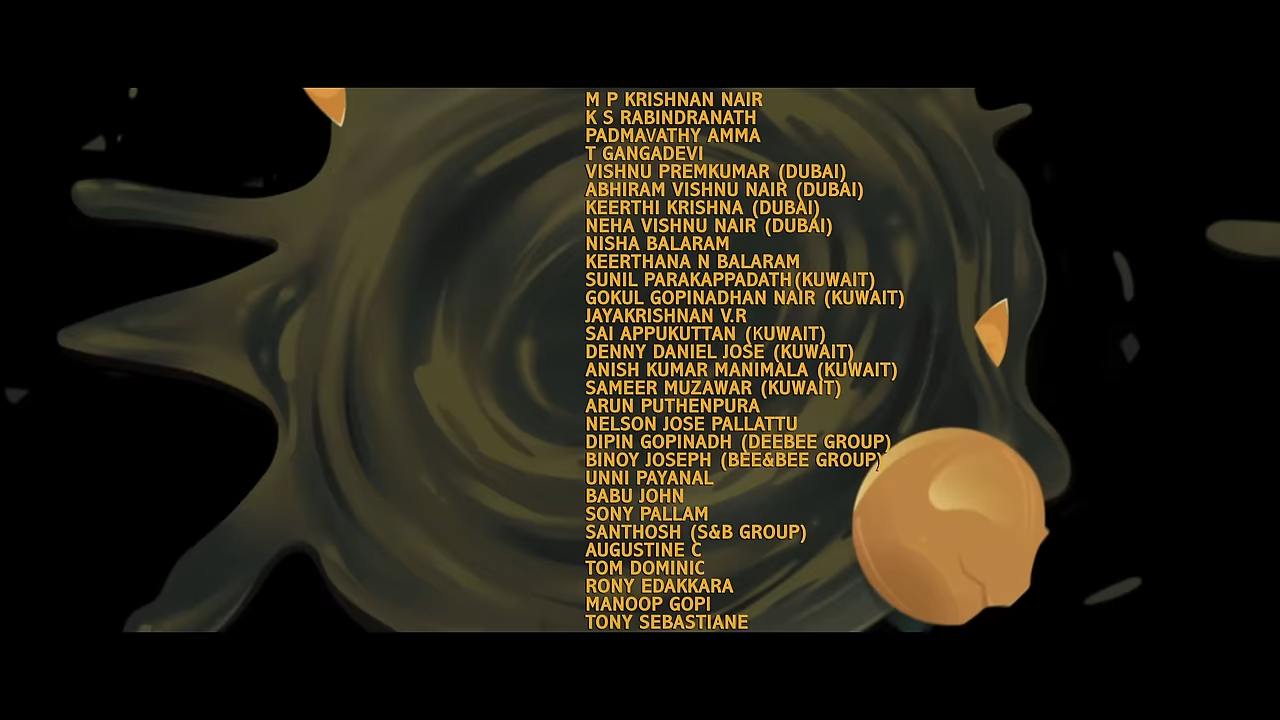 M P KRISHNAN NAIR
K S RABINDRANATH
PADMAVATHY AMMA
T GANGADEVI
VISHNU PREMKUMAR (DUBAI)
ABHIRAM VISHNU NAIR (DUBAI)
KEERTHI KRISHNA (DUBAI)
NEHA VISHNU NAIR (DUBAI)
NISHA BALARAM
KEERTHANA N BALARAM
SUNIL PARAKAPPADATH (KUWAIT)
GOKUL GOPINADHAN NAIR (KUWAIT)
JAYAKRISHNAN V.R
SAI APPUKUTTAN (KUWAIT)
DENNY DANIEL JOSE (KUWAIT)
ANISH KUMAR MANIMALA (KUWAIT)
SAMEER MUZAWAR (KUWAIT)
ARUN PUTHENPURA
NELSON JOSE PALLATTU
DIPIN GOPINADH (DEEBEE GROUP)
BINOY JOSEPH (BEE&BEE GROUP)
UNNI PAYANAL
BABU JOHN
SONY PALLAM
SANTHOSH (S&B GROUP)
AUGUSTINE C
TOM DOMINIC
RONY EDAKKARA
MANOOP GOPI
TONY SEBASTIANE